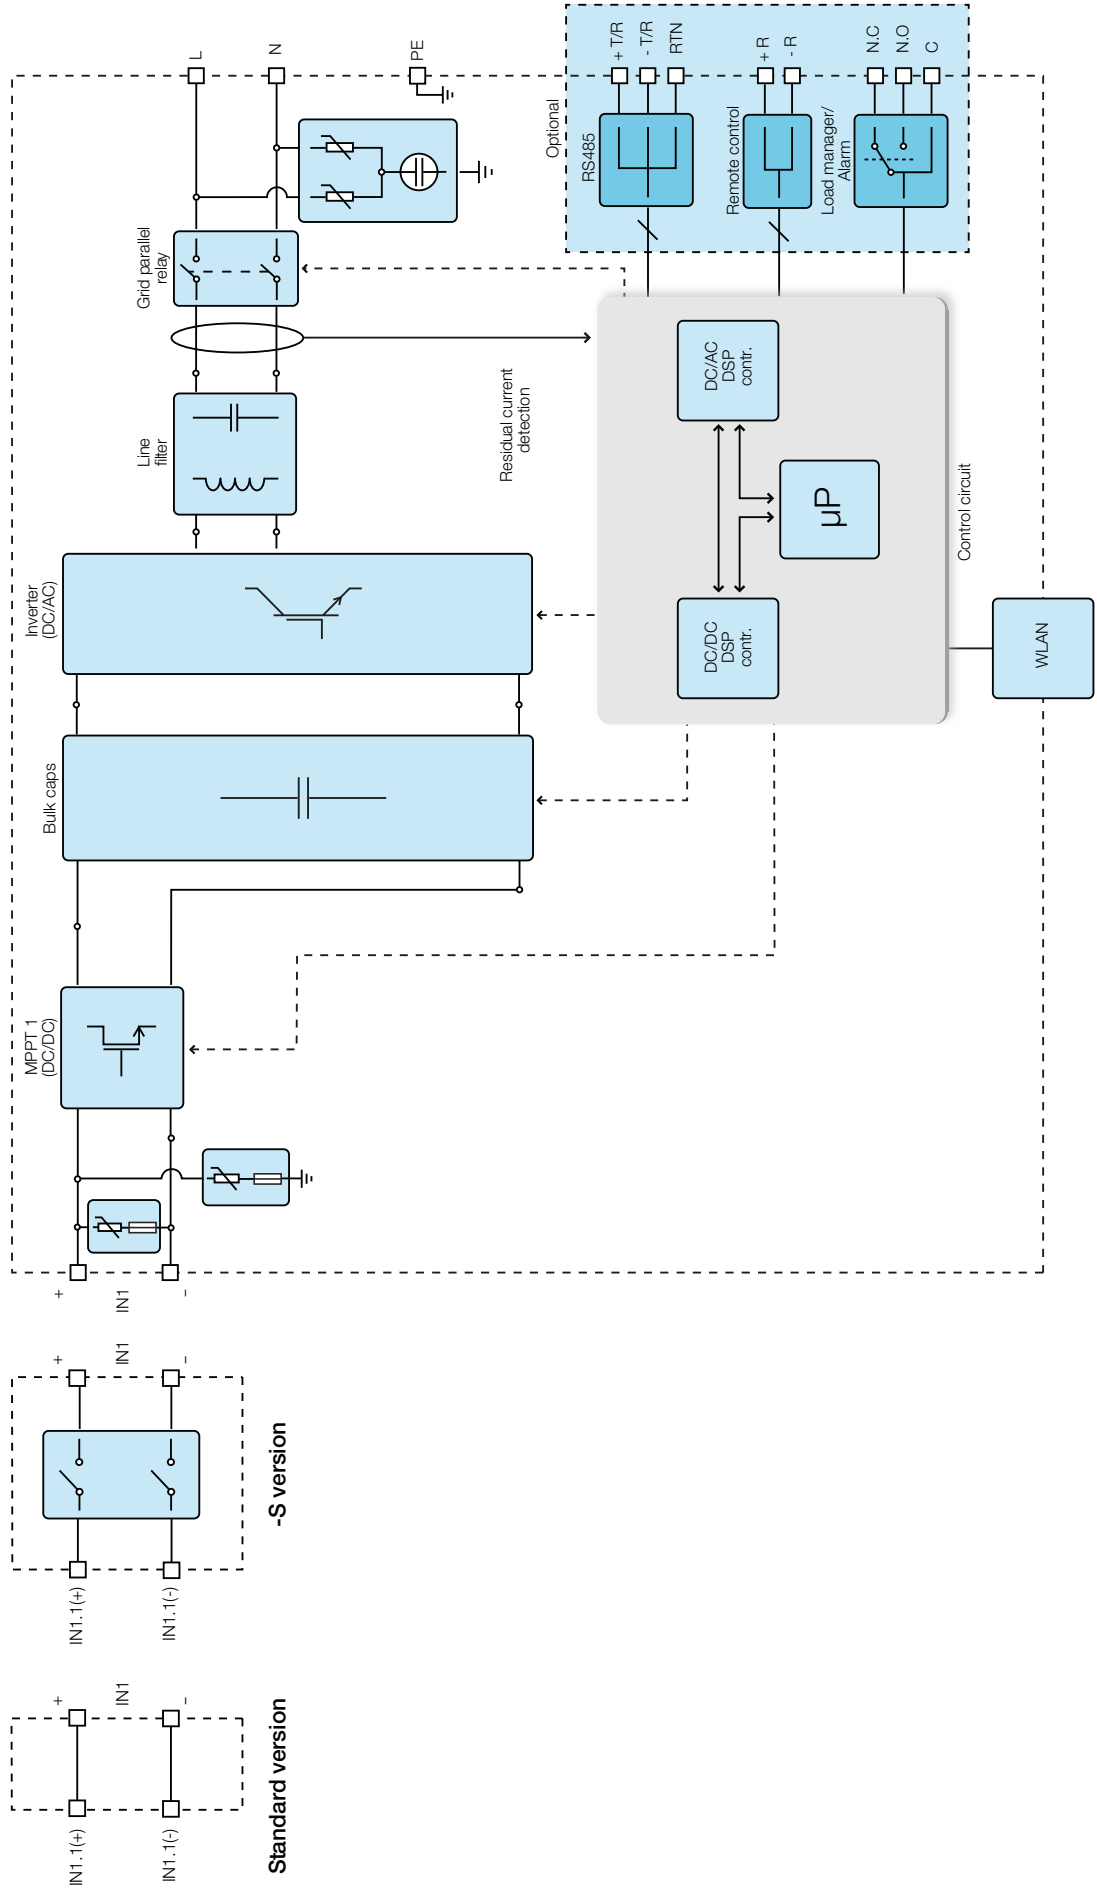 Standard version
IN1.1(+)
IN1.1(-)
+
IN1
–
-S version
IN1.1(+)
IN1.1(-)
+
IN1
–
+
IN1
–
MPPT 1
(DC/DC)
Bulk caps
Inverter
(DC/AC)
Line
filter
Grid parallel
relay
L
N
PE
Residual current
detection
Optional
RS485
+ T/R
- T/R
RTN
Remote control
+ R
- R
Load manager/
Alarm
N.C
N.O
C
DC/DC
DSP
contr.
DC/AC
DSP
contr.
µP
Control circuit
WLAN